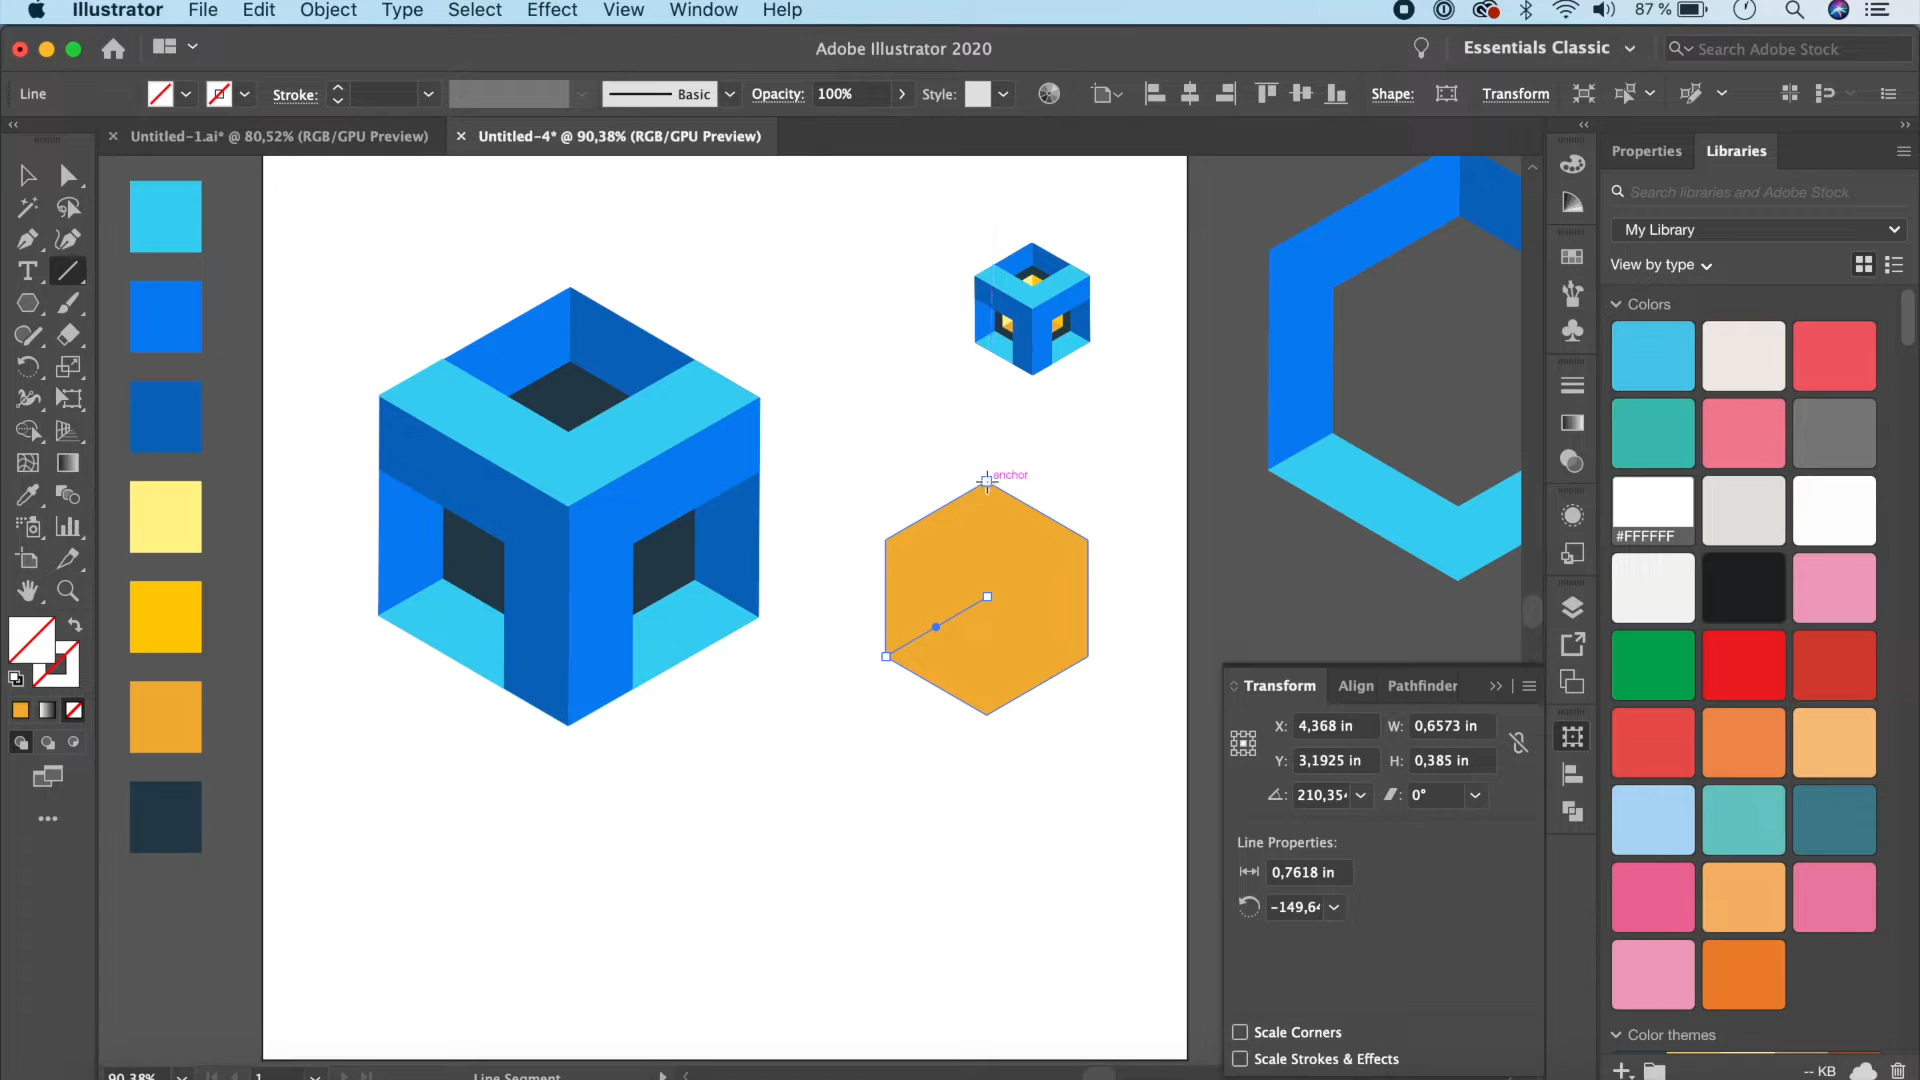 Illustrator File Edit Object Type Select Effect View Window Help 87 %
Adobe Illustrator 2020 Essentials Classic Search Adobe Stock
Line Stroke: Basic Opacity: 100% Style: Shape: Transform
Untitled-1.ai* @ 80,52% (RGB/GPU Preview) Untitled-4* @ 90,38% (RGB/GPU Preview)
Properties Libraries
Search libraries and Adobe Stock
My Library
View by type
Colors
anchor
#FFFFFF
Transform Align Pathfinder
X: 4,368 in W: 0,6573 in
Y: 3,1925 in H: 0,385 in
0°
Line Properties:
0,7618 in
-149,64
Scale Corners
Scale Strokes & Effects
Color themes
-- KB
90,38% 1 Line Segment